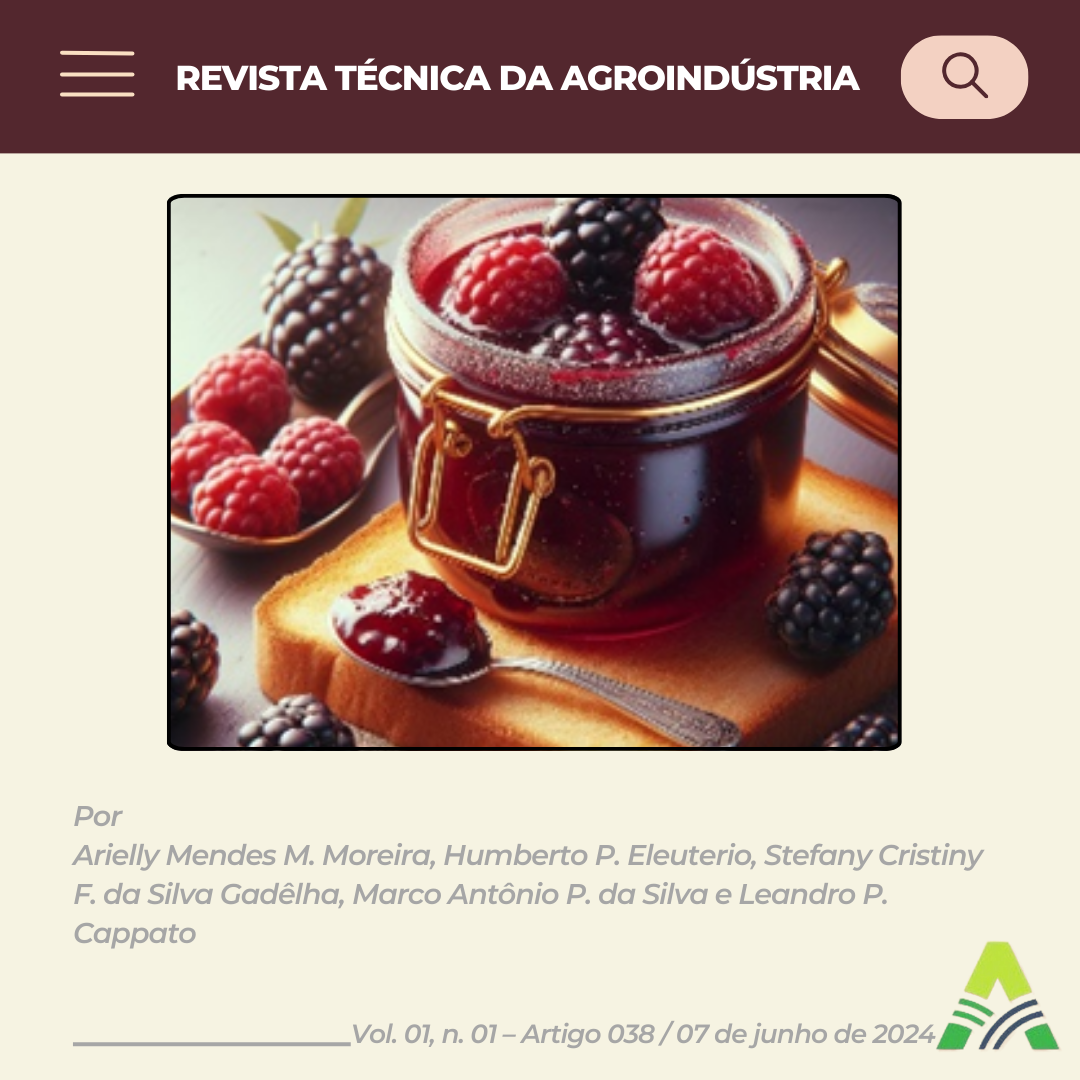 REVISTA TÉCNICA DA AGROINDÚSTRIA
Por
Arielly Mendes M. Moreira, Humberto P. Eleuterio, Stefany Cristiny
F. da Silva Gadêlha, Marco Antônio P. da Silva e Leandro P.
Cappato
Vol. 01, n. 01 – Artigo 038 / 07 de junho de 2024